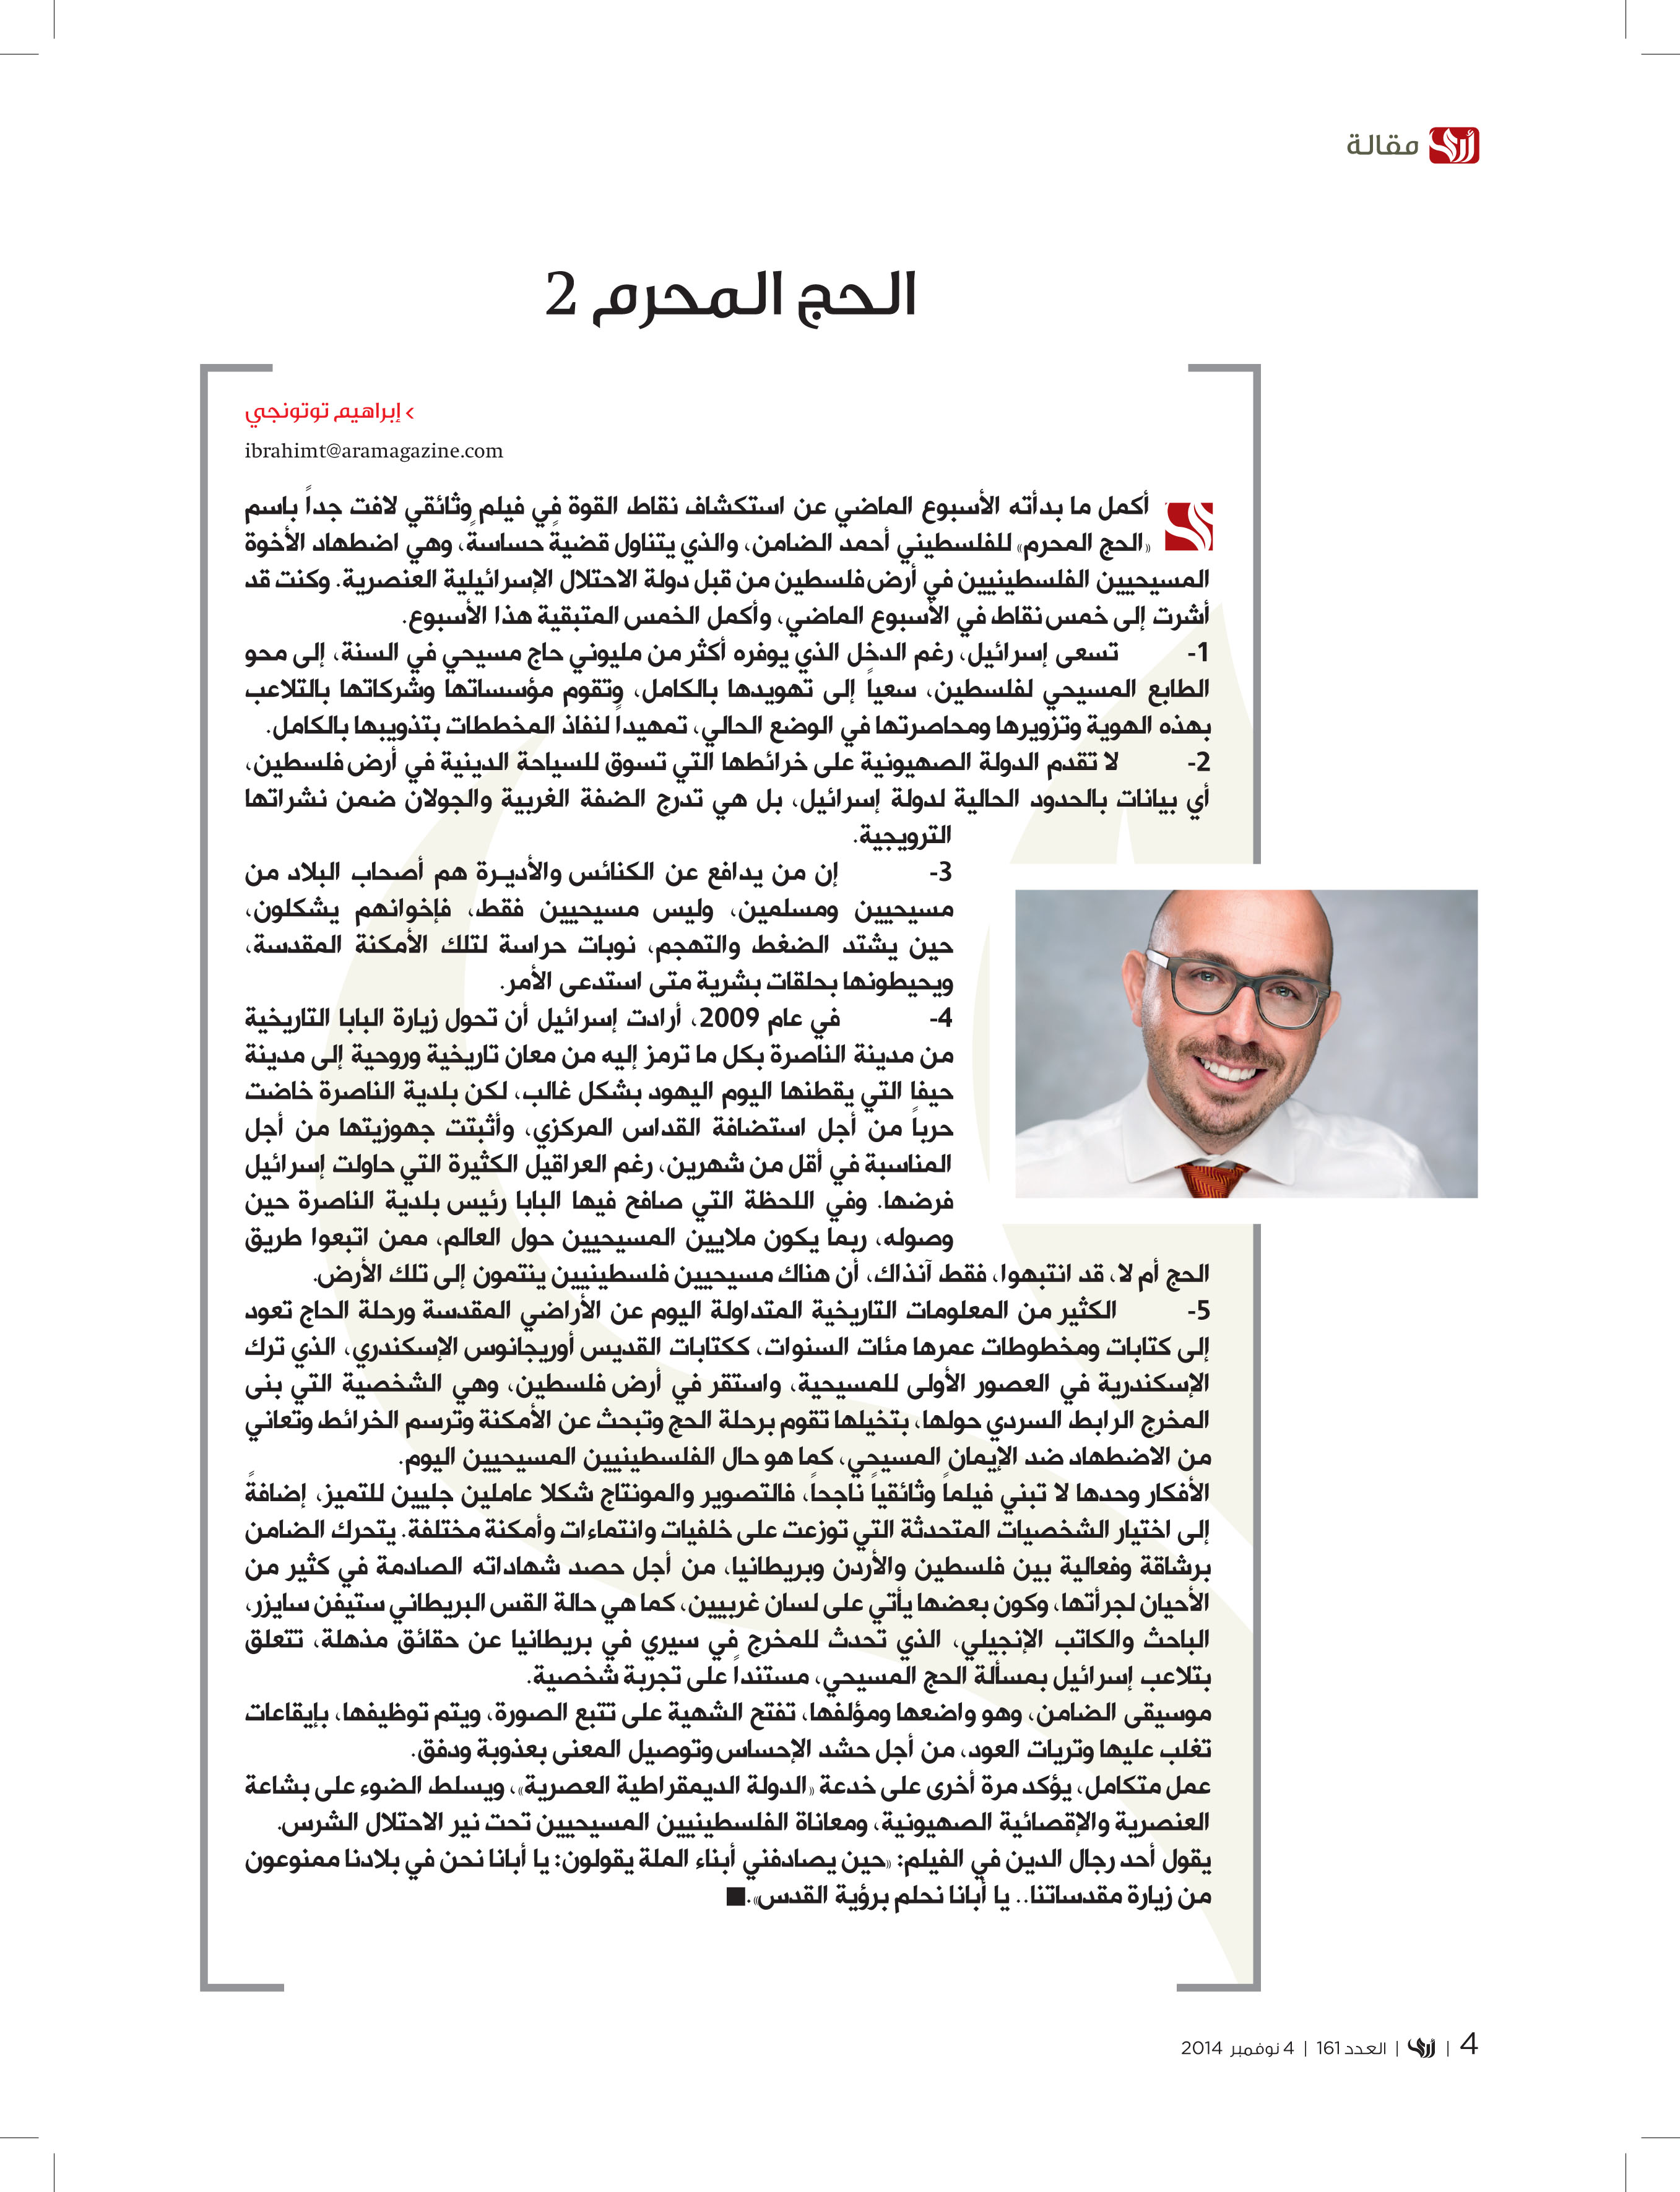 أرى مقالة
الحج المحرم 2
> إبراهيم توتونجي
ibrahimt@aramagazine.com
أكمل ما بدأته الأسبوع الماضي عن استكشاف نقاط القوة في فيلم وثائقي لافت جداً باسم
«الحج المحرم» للفلسطيني أحمد الضامن، والذي يتناول قضيةً حساسةً، وهي اضطهاد الأخوة
المسيحيين الفلسطينيين في أرض فلسطين من قبل دولة الاحتلال الإسرائيلية العنصرية. وكنت قد
أشرت إلى خمس نقاط في الأسبوع الماضي، وأكمل الخمس المتبقية هذا الأسبوع.
1- تسعى إسرائيل، رغم الدخل الذي يوفره أكثر من مليوني حاج مسيحي في السنة، إلى محو
الطابع المسيحي لفلسطين، سعياً إلى تهويدها بالكامل، وتقوم مؤسساتها وشركاتها بالتلاعب
بهذه الهوية وتزويرها ومحاصرتها في الوضع الحالي، تمهيداً لنفاذ المخططات بتذويبها بالكامل.
2- لا تقدم الدولة الصهيونية على خرائطها التي تسوق للسياحة الدينية في أرض فلسطين،
أي بيانات بالحدود الحالية لدولة إسرائيل، بل هي تدرج الضفة الغربية والجولان ضمن نشراتها
الترويجية.
3- إن من يدافع عن الكنائس والأديرة هم أصحاب البلاد من
مسيحيين ومسلمين، وليس مسيحيين فقط، فإخوانهم يشكلون،
حين يشتد الضغط والتهجم، نوبات حراسة لتلك الأمكنة المقدسة،
ويحيطونها بحلقات بشرية متى استدعى الأمر.
4- في عام 2009، أرادت إسرائيل أن تحول زيارة البابا التاريخية
من مدينة الناصرة بكل ما ترمز إليه من معان تاريخية وروحية إلى مدينة
حيفا التي يقطنها اليوم اليهود بشكل غالب، لكن بلدية الناصرة خاضت
حرباً من أجل استضافة القداس المركزي، وأثبتت جهوزيتها من أجل
المناسبة في أقل من شهرين، رغم العراقيل الكثيرة التي حاولت إسرائيل
فرضها. وفي اللحظة التي صافح فيها البابا رئيس بلدية الناصرة حين
وصوله، ربما يكون ملايين المسيحيين حول العالم، ممن اتبعوا طريق
الحج أم لا، قد انتبهوا، فقط آنذاك، أن هناك مسيحيين فلسطينيين ينتمون إلى تلك الأرض.
5- الكثير من المعلومات التاريخية المتداولة اليوم عن الأراضي المقدسة ورحلة الحاج تعود
إلى كتابات ومخطوطات عمرها مئات السنوات، ككتابات القديس أوريجانوس الإسكندري، الذي ترك
الإسكندرية في العصور الأولى للمسيحية، واستقر في أرض فلسطين، وهي الشخصية التي بنى
المخرج الرابط السردي حولها، بتخيلها تقوم برحلة الحج وتبحث عن الأمكنة وترسم الخرائط وتعاني
من الاضطهاد ضد الإيمان المسيحي، كما هو حال الفلسطينيين المسيحيين اليوم.
الأفكار وحدها لا تبني فيلماً وثائقياً ناجحاً، فالتصوير والمونتاج شكلا عاملين جليين للتميز، إضافةً
إلى اختيار الشخصيات المتحدثة التي توزعت على خلفيات وانتماءات وأمكنة مختلفة. يتحرك الضامن
برشاقة وفعالية بين فلسطين والأردن وبريطانيا، من أجل حصد شهاداته الصادمة في كثير من
الأحيان لجرأتها، وكون بعضها يأتي على لسان غربيين، كما هي حالة القس البريطاني ستيفن سايزر،
الباحث والكاتب الإنجيلي، الذي تحدث للمخرج في سيري في بريطانيا عن حقائق مذهلة، تتعلق
بتلاعب إسرائيل بمسألة الحج المسيحي، مستنداً على تجربة شخصية.
موسيقى الضامن، وهو واضعها ومؤلفها، تفتح الشهية على تتبع الصورة، ويتم توظيفها، بإيقاعات
تغلب عليها وتريات العود، من أجل حشد الإحساس وتوصيل المعنى بعذوبة ودفق.
عمل متكامل، يؤكد مرة أخرى على خدعة «الدولة الديمقراطية العصرية»، ويسلط الضوء على بشاعة
العنصرية والإقصائية الصهيونية، ومعاناة الفلسطينيين المسيحيين تحت نير الاحتلال الشرس.
يقول أحد رجال الدين في الفيلم: «حين يصادفني أبناء الملة يقولون: يا أبانا نحن في بلادنا ممنوعون
من زيارة مقدساتنا.. يا أبانا نحلم برؤية القدس».■
4 | أرى | العدد 161 | 4 نوفمبر 2014